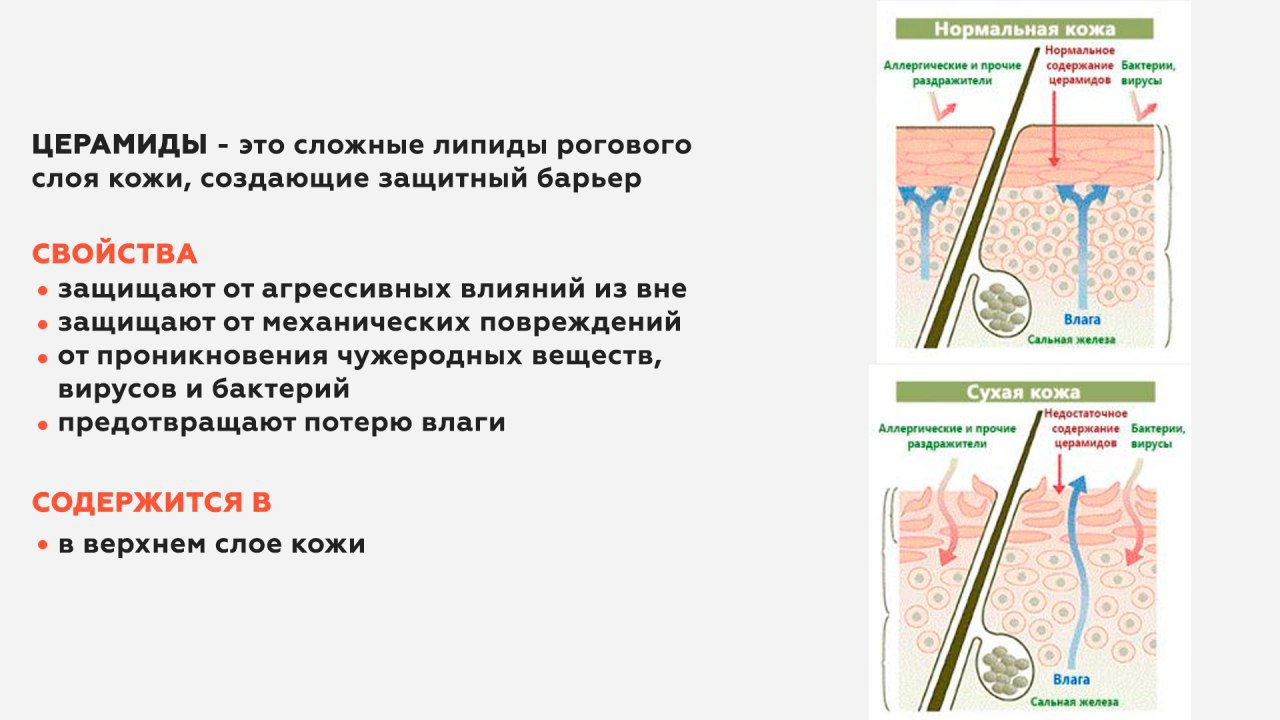 ЦЕРАМИДЫ - это сложные липиды рогового
слоя кожи, создающие защитный барьер
СВОЙСТВА
• защищают от агрессивных влияний из вне
• защищают от механических повреждений
• от проникновения чужеродных веществ,
вирусов и бактерий
• предотвращают потерю влаги
СОДЕРЖИТСЯ В
• в верхнем слое кожи
Нормальная кожа
Аллергические и прочие
раздражители
Нормальное
содержание
церамидов
Бактерии,
вирусы
Влага
Сальная железа
Сухая кожа
Аллергические и прочие
раздражители
Недостаточное
содержание
церамидов
Бактерии,
вирусы
Влага
Сальная железа